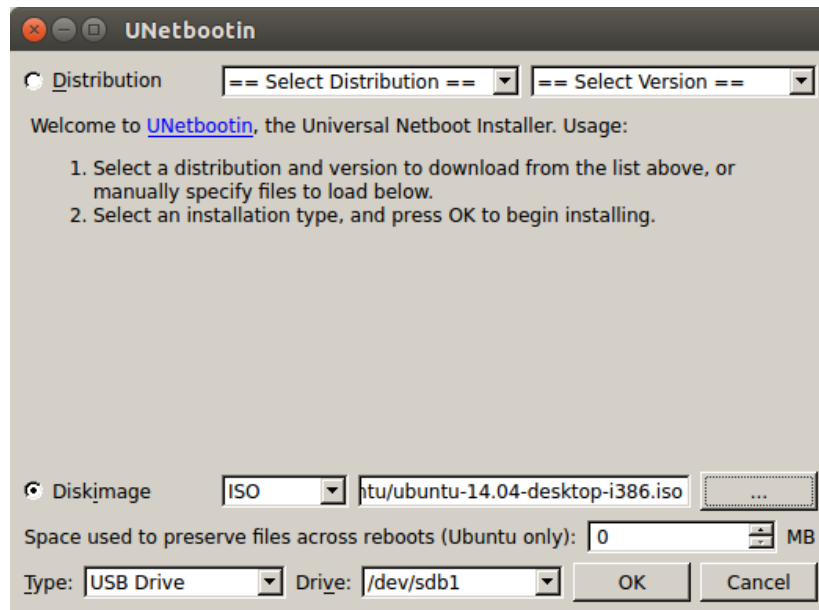 UNetbootin
Distribution == Select Distribution == == Select Version ==
Welcome to UNetbootin, the Universal Netboot Installer. Usage:
1. Select a distribution and version to download from the list above, or
manually specify files to load below.
2. Select an installation type, and press OK to begin installing.
Diskimage ISO ntu/ubuntu-14.04-desktop-i386.iso ...
Space used to preserve files across reboots (Ubuntu only): 0 MB
Type: USB Drive Drive: /dev/sdb1 OK Cancel